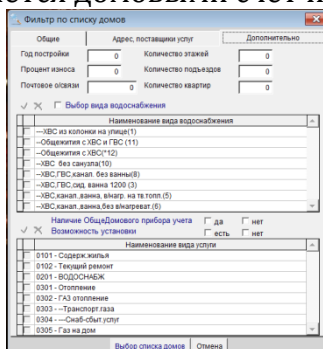 Фильтр по списку домов
Общие Адрес, поставщики услуг Дополнительно
Год постройки 0 Количество этажей 0
Процент износа 0 Количество подъездов 0
Почтовое о/связи 0 Количество квартир 0
Выбор вида водоснабжения
Наименование вида водоснабжения
---ХВС из колонки на улице(1)
--Общежития с ХВС и ГВС (11)
--Общежития с ХВС(*12)
--ХВС без санузла(10)
--ХВС,ГВС,канал. без ванны(8)
--ХВС,ГВС,сид. ванна 1200 (3)
--ХВС,канал.,ванна, в/нагр. на тв.топл.(5)
--ХВС,канал.,ванна,без в/нагреват.(6)
Наличие ОбщеДомового прибора учета да нет
Возможность установки есть нет
Наименование вида услуги
0101 - Содерж.жилья
0102 - Текущий ремонт
0201 - ВОДОСНАБЖ
0301 - Отопление
0302 - ГАЗ отопление
0303 - --Транспорт.газа
0304 - ---Снаб-сбыт.услуг
0305 - Газ на дом
Выбор списка домов Отмена